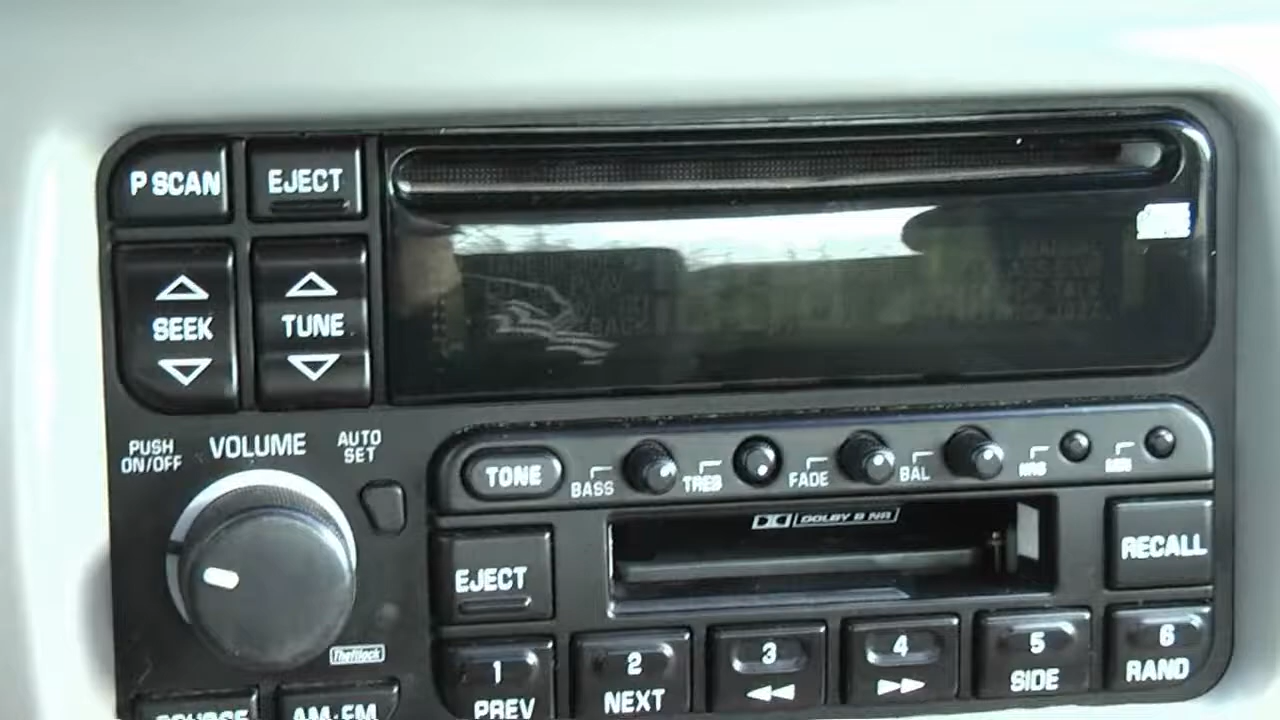 P SCAN
EJECT
SEEK
TUNE
PUSH
ON/OFF
VOLUME
AUTO
SET
TONE
BASS
TREB
FADE
BAL
DOLBY B NR
EJECT
RECALL
TheftLock
1
PREV
2
NEXT
3
4
5
SIDE
6
RAND
SOURCE
AM-FM